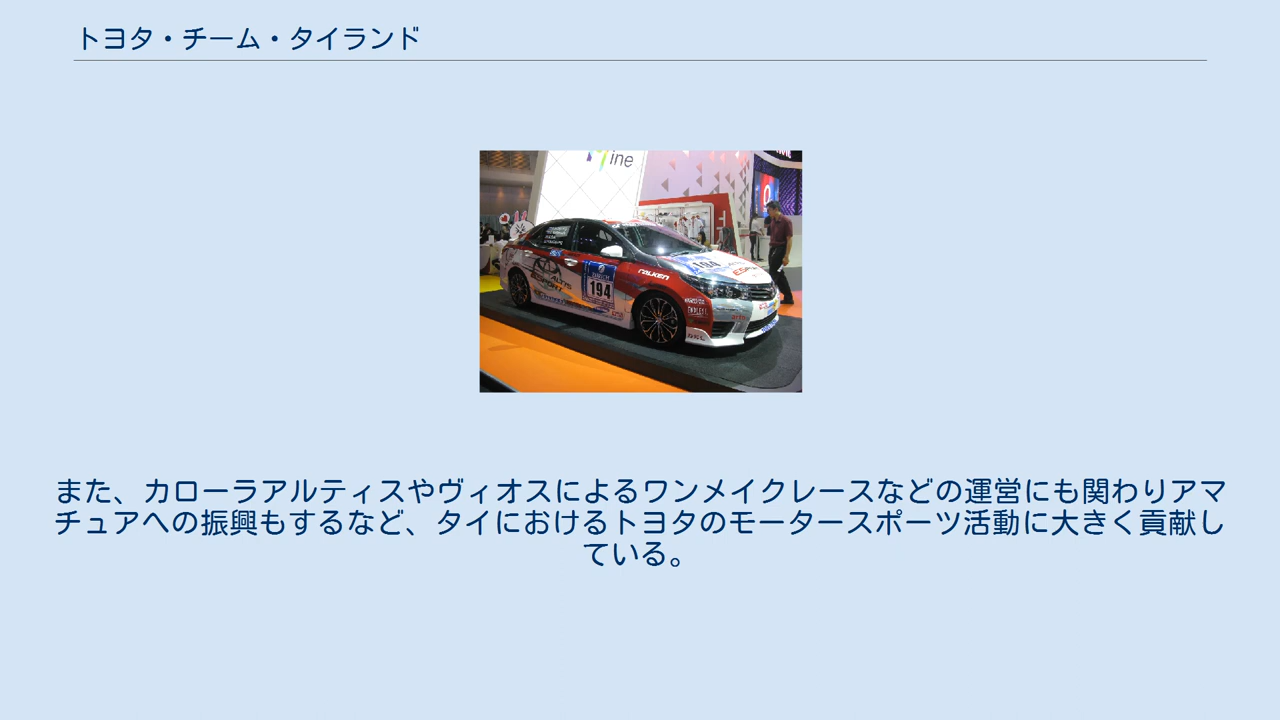 トヨタ・チーム・タイランド
ine
194
FALKEN
194
また、カローラアルティスやヴィオスによるワンメイクレースなどの運営にも関わりアマ
チュアへの振興もするなど、タイにおけるトヨタのモータースポーツ活動に大きく貢献し
ている。